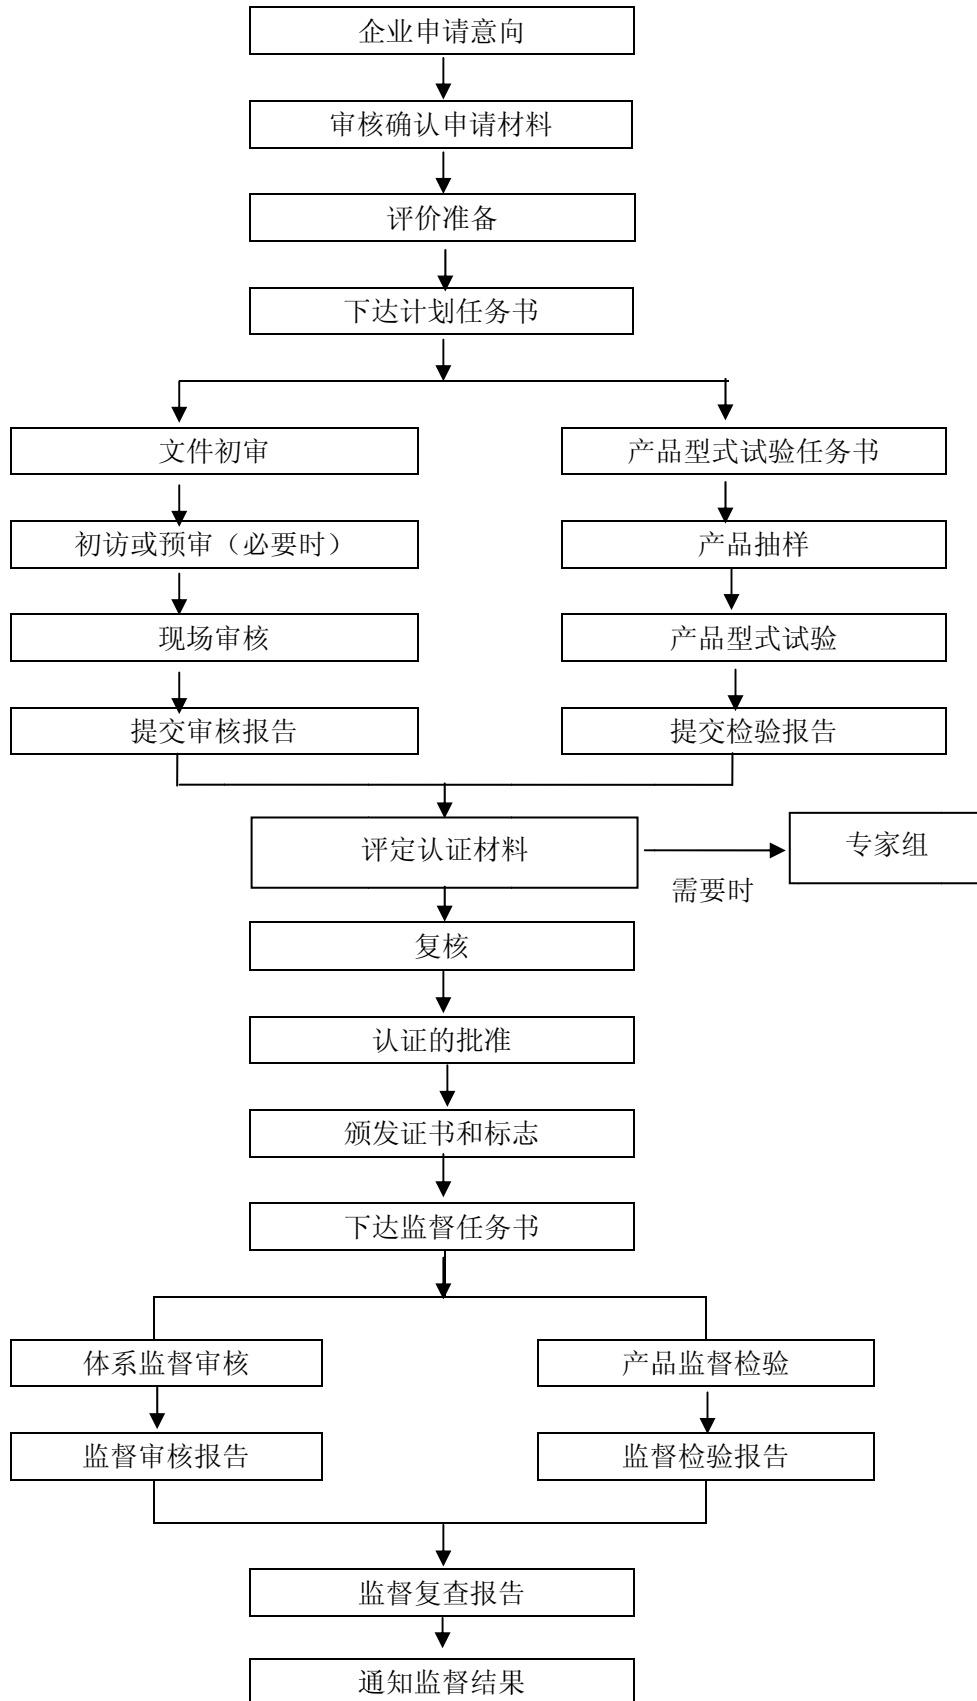 企业申请意向
审核确认申请材料
评价准备
下达计划任务书
文件初审
产品型式试验任务书
初访或预审（必要时）
产品抽样
现场审核
产品型式试验
提交审核报告
提交检验报告
评定认证材料
专家组
需要时
复核
认证的批准
颁发证书和标志
下达监督任务书
体系监督审核
产品监督检验
监督审核报告
监督检验报告
监督复查报告
通知监督结果